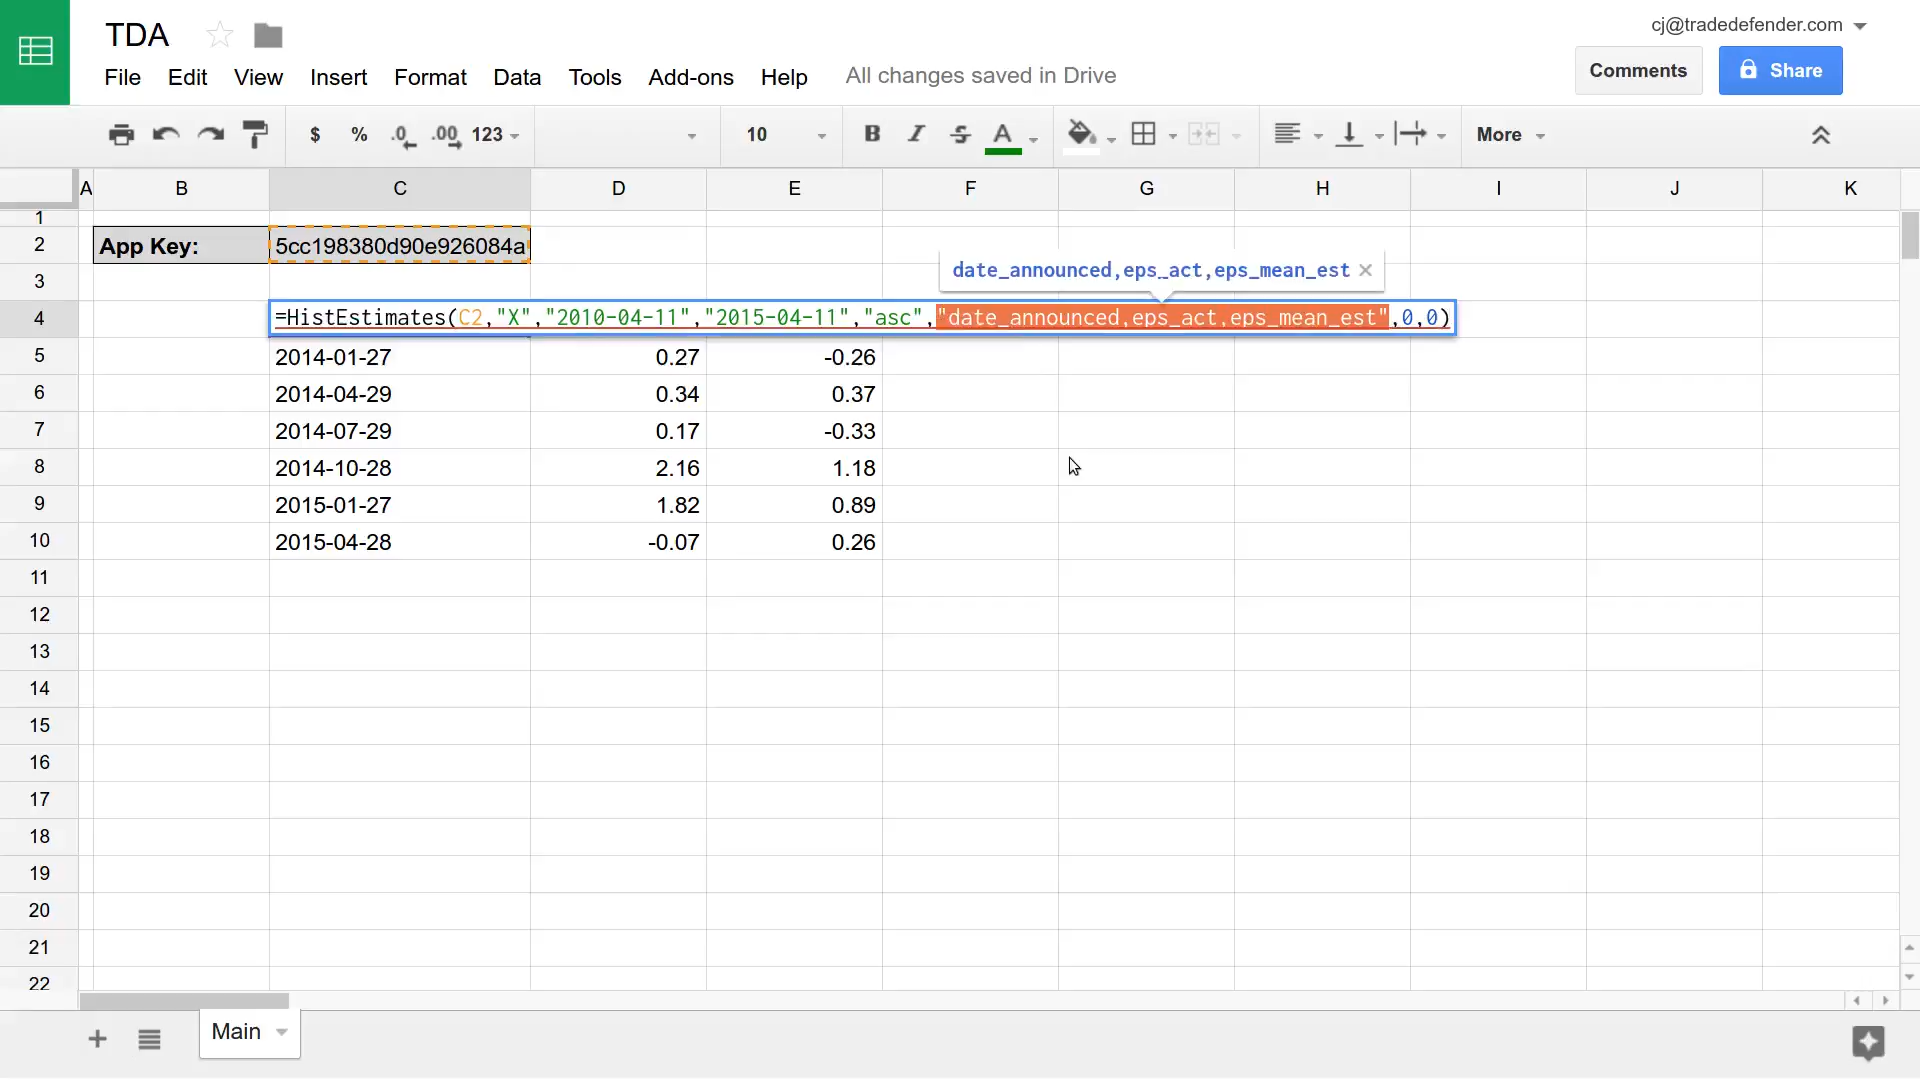 TDA
cj@tradedefender.com
File Edit View Insert Format Data Tools Add-ons Help All changes saved in Drive
Comments Share
$ % .0 .00 123 10 B I S A More
A B C D E F G H I J K
1
2 App Key: 5cc198380d90e926084a
3 date_announced,eps_act,eps_mean_est
4 =HistEstimates(C2,"X","2010-04-11","2015-04-11","asc","date_announced,eps_act,eps_mean_est",0,0)
5 2014-01-27 0.27 -0.26
6 2014-04-29 0.34 0.37
7 2014-07-29 0.17 -0.33
8 2014-10-28 2.16 1.18
9 2015-01-27 1.82 0.89
10 2015-04-28 -0.07 0.26
11
12
13
14
15
16
17
18
19
20
21
22
Main